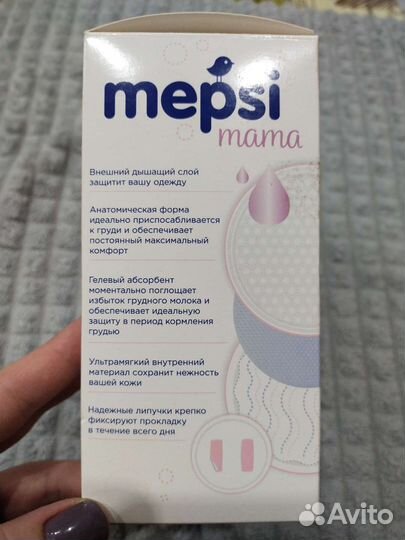 mepsi
mama
Внешний дышащий слой
защитит вашу одежду
Анатомическая форма
идеально приспосабливается
к груди и обеспечивает
постоянный максимальный
комфорт
Гелевый абсорбент
моментально поглощает
избыток грудного молока и
обеспечивает идеальную
защиту в период кормления
грудью
Ультрамягкий внутренний
материал сохранит нежность
вашей кожи
Надежные липучки крепко
фиксируют прокладку
в течение всего дня
Avito